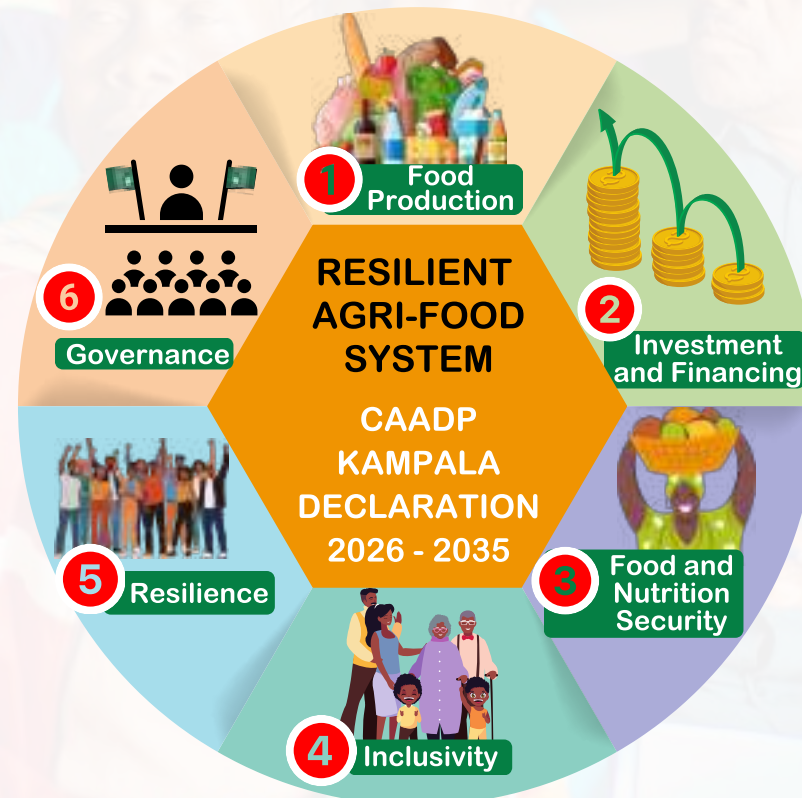 RESILIENT
AGRI-FOOD
SYSTEM
CAADP
KAMPALA
DECLARATION
2026 - 2035
1
Food
Production
2
Investment
and Financing
3
Food and
Nutrition
Security
4
Inclusivity
5
Resilience
6
Governance